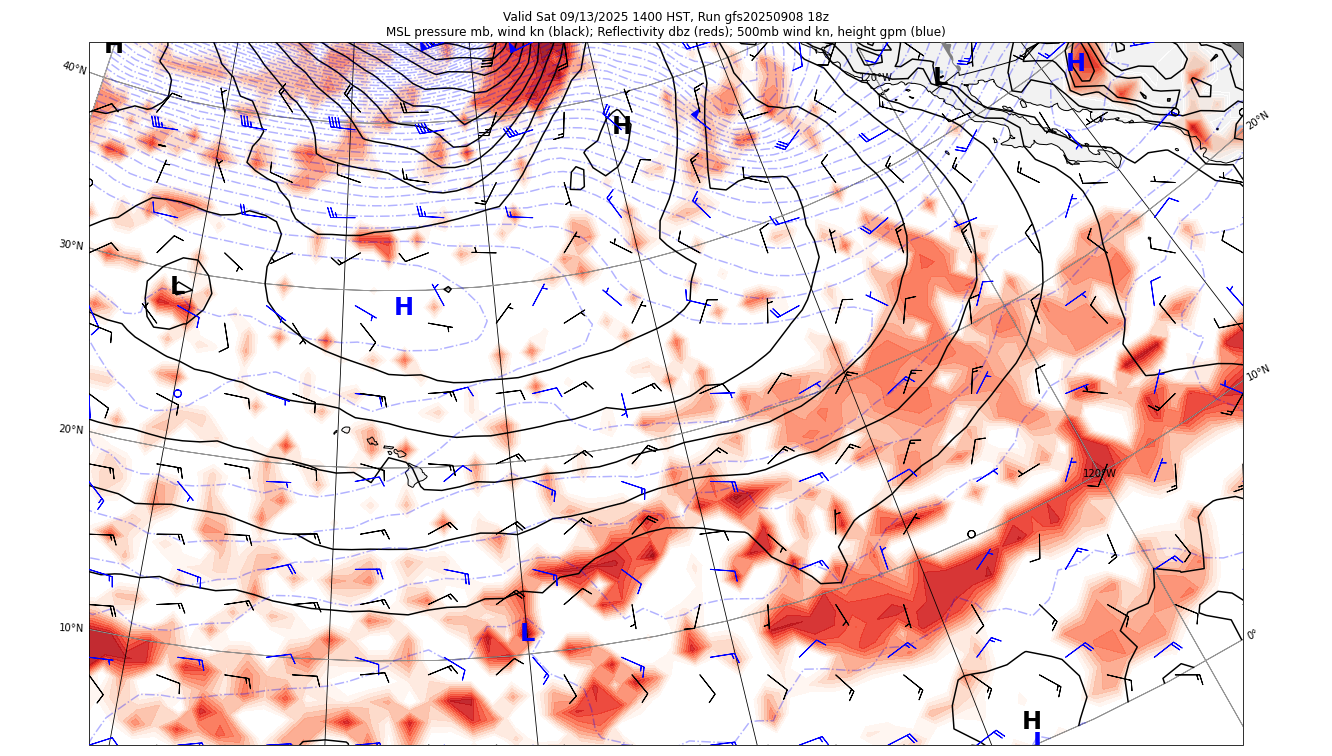 Valid Sat 09/13/2025 1400 HST, Run gfs20250908 18z
MSL pressure mb, wind kn (black); Reflectivity dbz (reds); 500mb wind kn, height gpm (blue)
H
H
L
120°W
40°N
20°N
H
30°N
L
H
10°N
20°N
120°W
10°N
L
0°
H